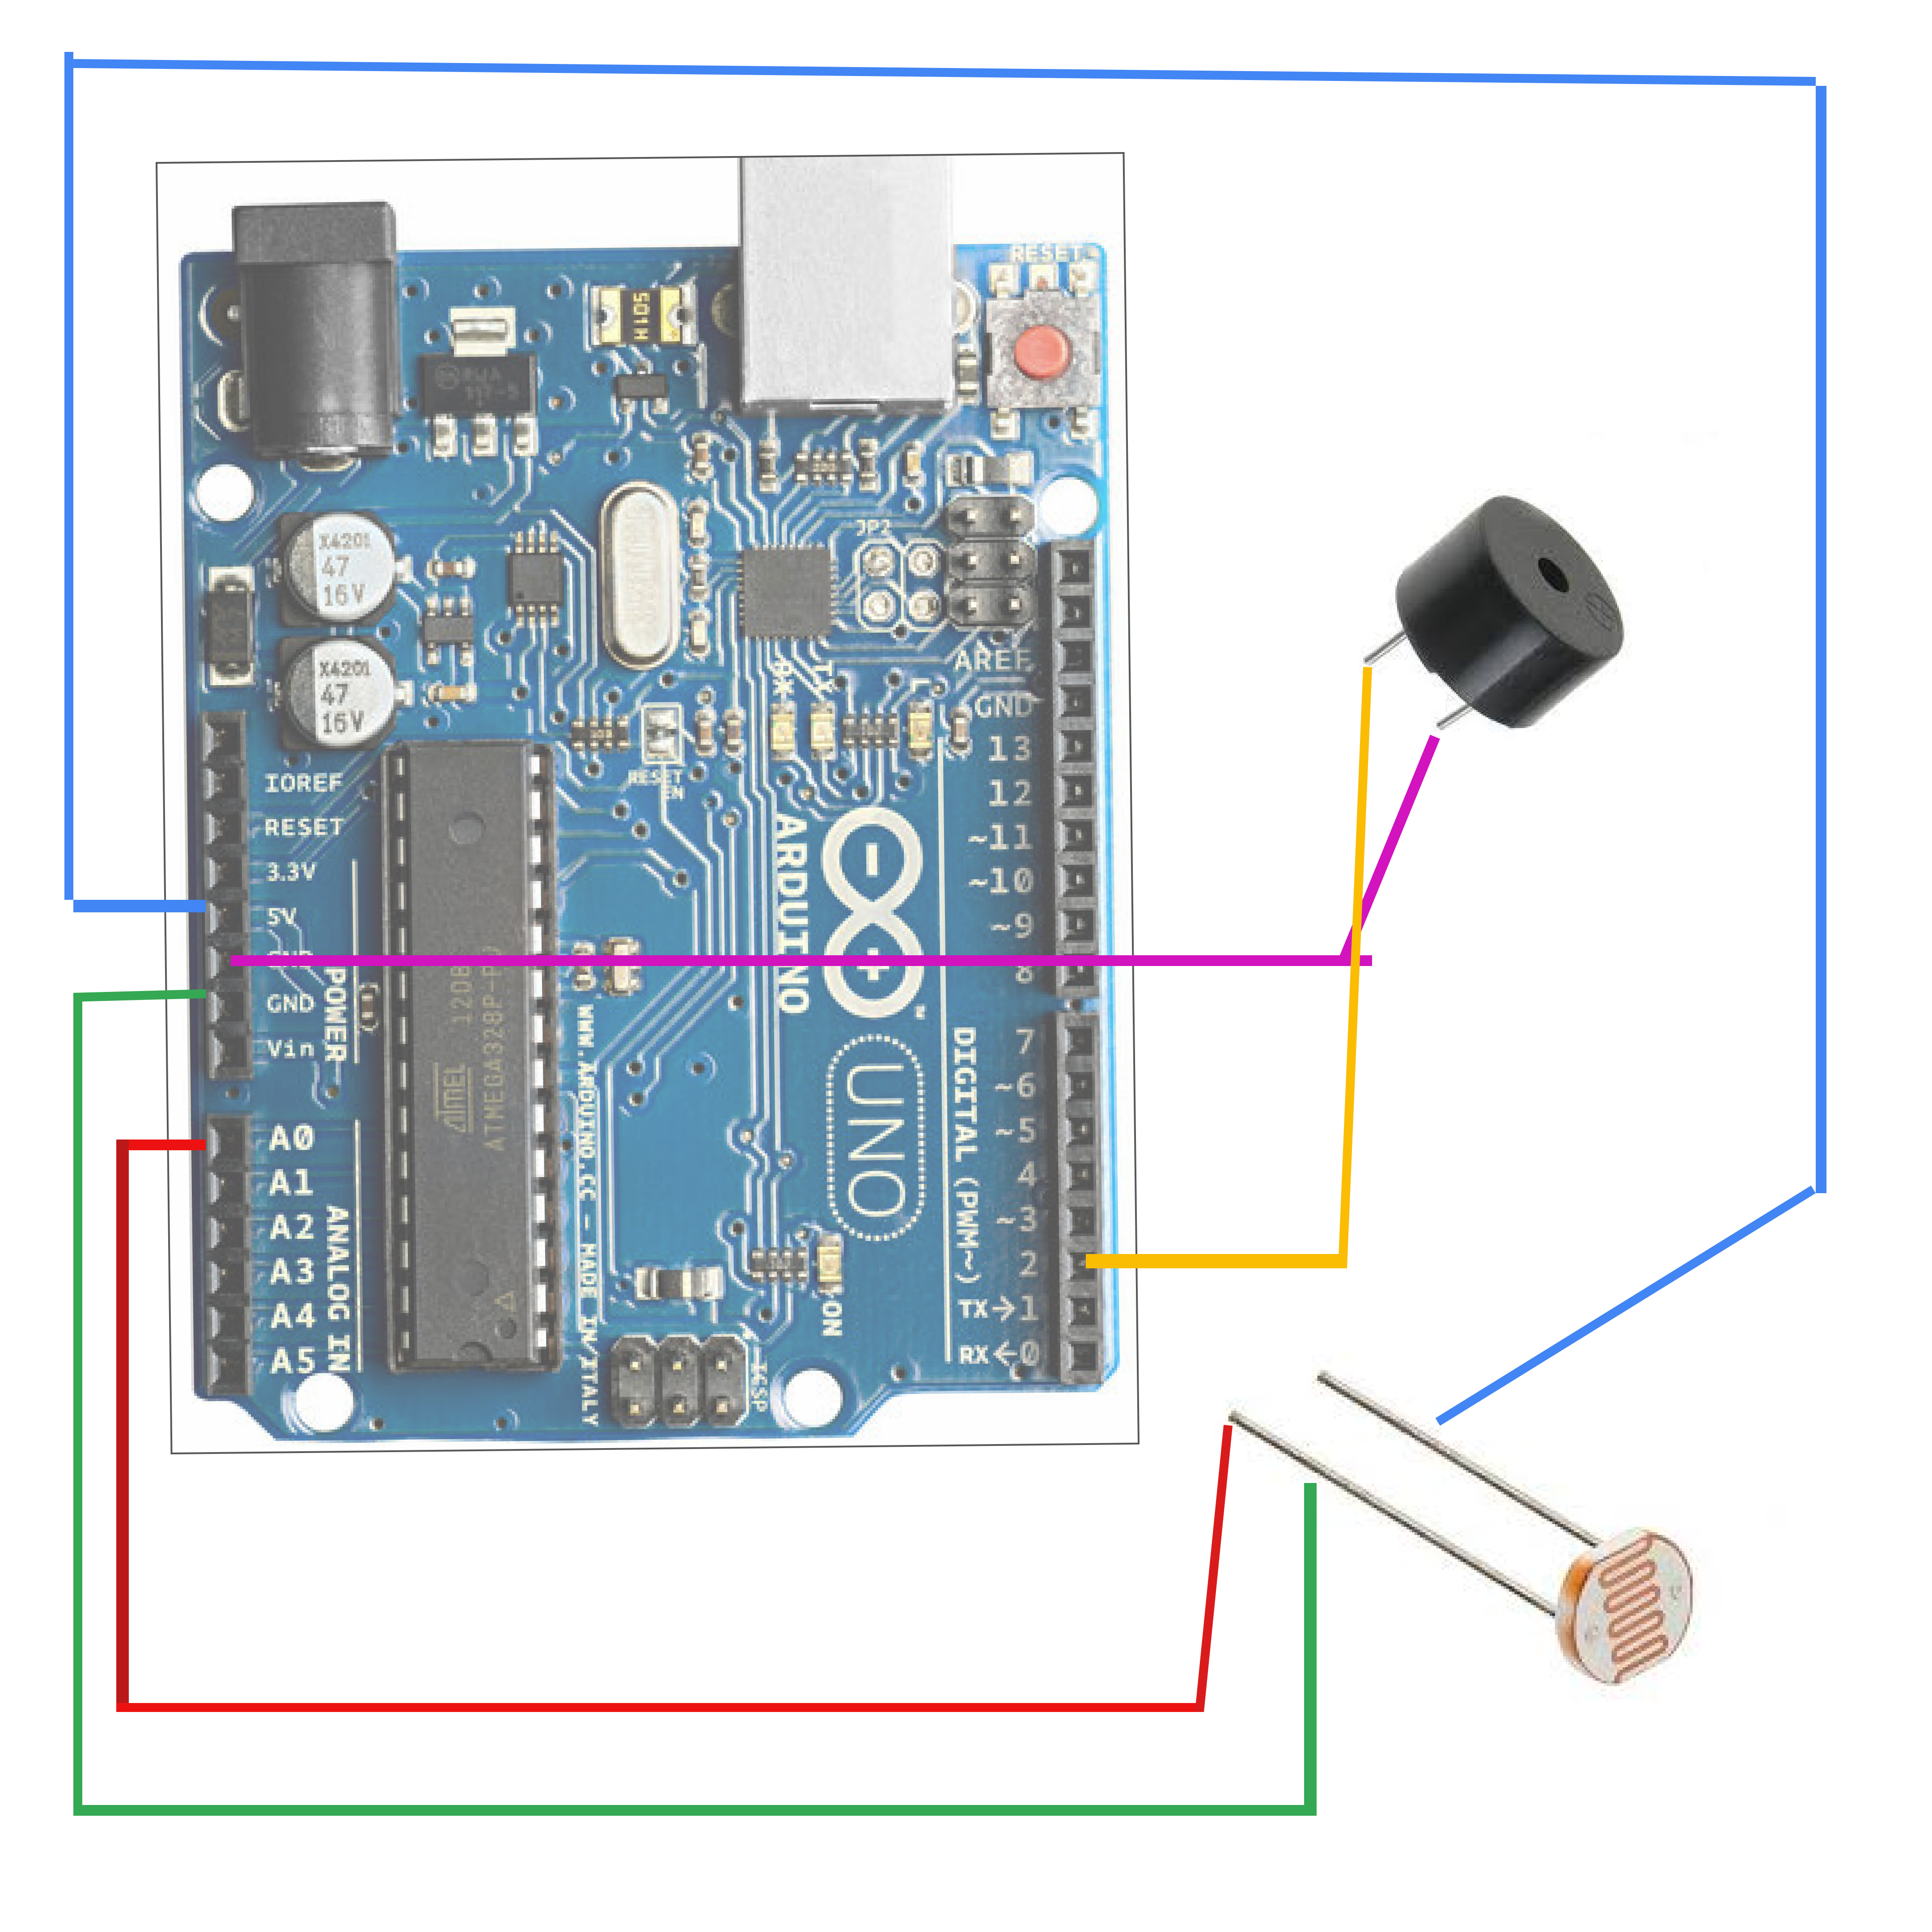 RESET
501H
X4201
47
16V
X4201
47
16V
JP2
AREF
GND
RX
TX
L
13
12
~11
~10
~9
8
RESET
EN
IOREF
RESET
3.3V
5V
GND
GND
Vin
POWER
ARDUINO
UNO
ATMEL
ATMEGA328P-PU
WWW.ARDUINO.CC - MADE IN ITALY
DIGITAL (PWM~)
7
~6
~5
4
~3
2
TX→1
RX←0
A0
A1
A2
A3
A4
A5
ANALOG IN
ON
ICSP